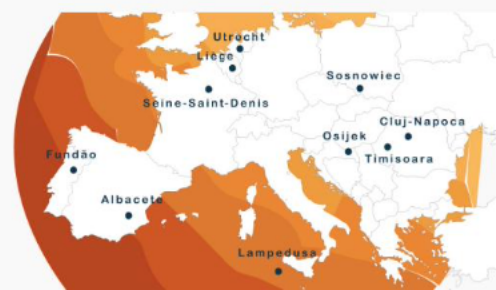 Utrecht
Liège
Sosnowiec
Seine-Saint-Denis
Cluj-Napoca
Osijek
Timisoara
Fundão
Albacete
Lampedusa